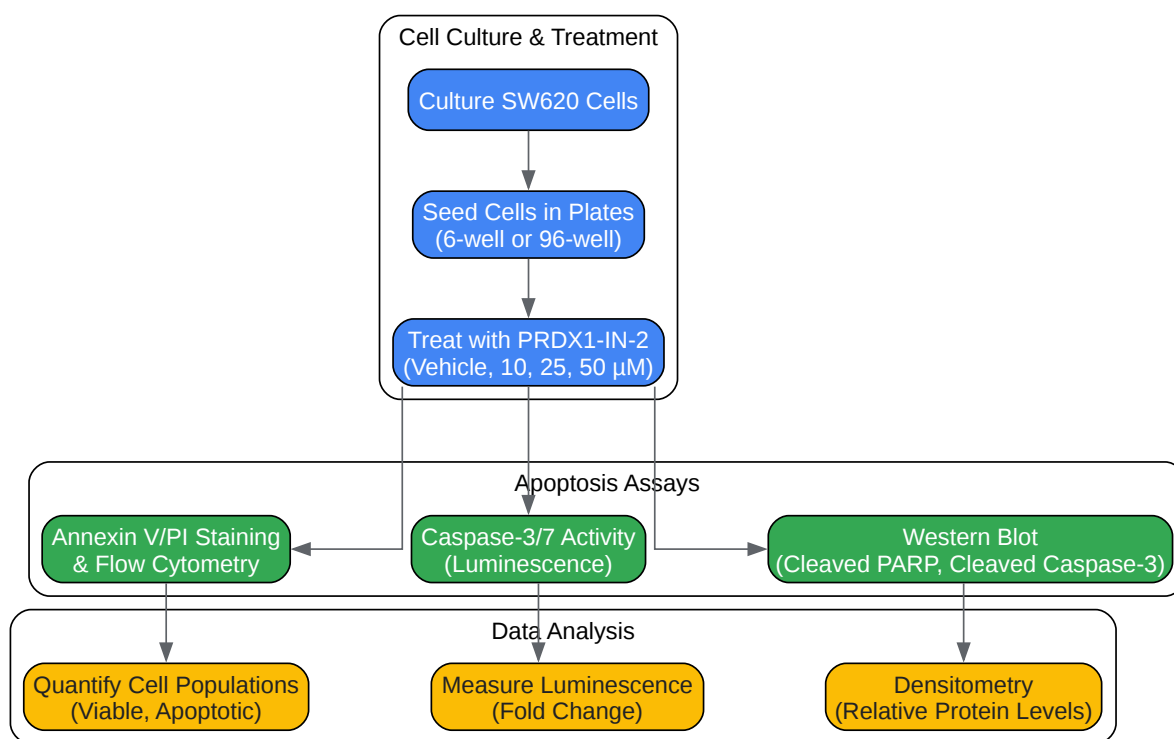 Cell Culture & Treatment
Culture SW620 Cells
Seed Cells in Plates
(6-well or 96-well)
Treat with PRDX1-IN-2
(Vehicle, 10, 25, 50 µM)
Apoptosis Assays
Annexin V/PI Staining
& Flow Cytometry
Caspase-3/7 Activity
(Luminescence)
Western Blot
(Cleaved PARP, Cleaved Caspase-3)
Data Analysis
Quantify Cell Populations
(Viable, Apoptotic)
Measure Luminescence
(Fold Change)
Densitometry
(Relative Protein Levels)